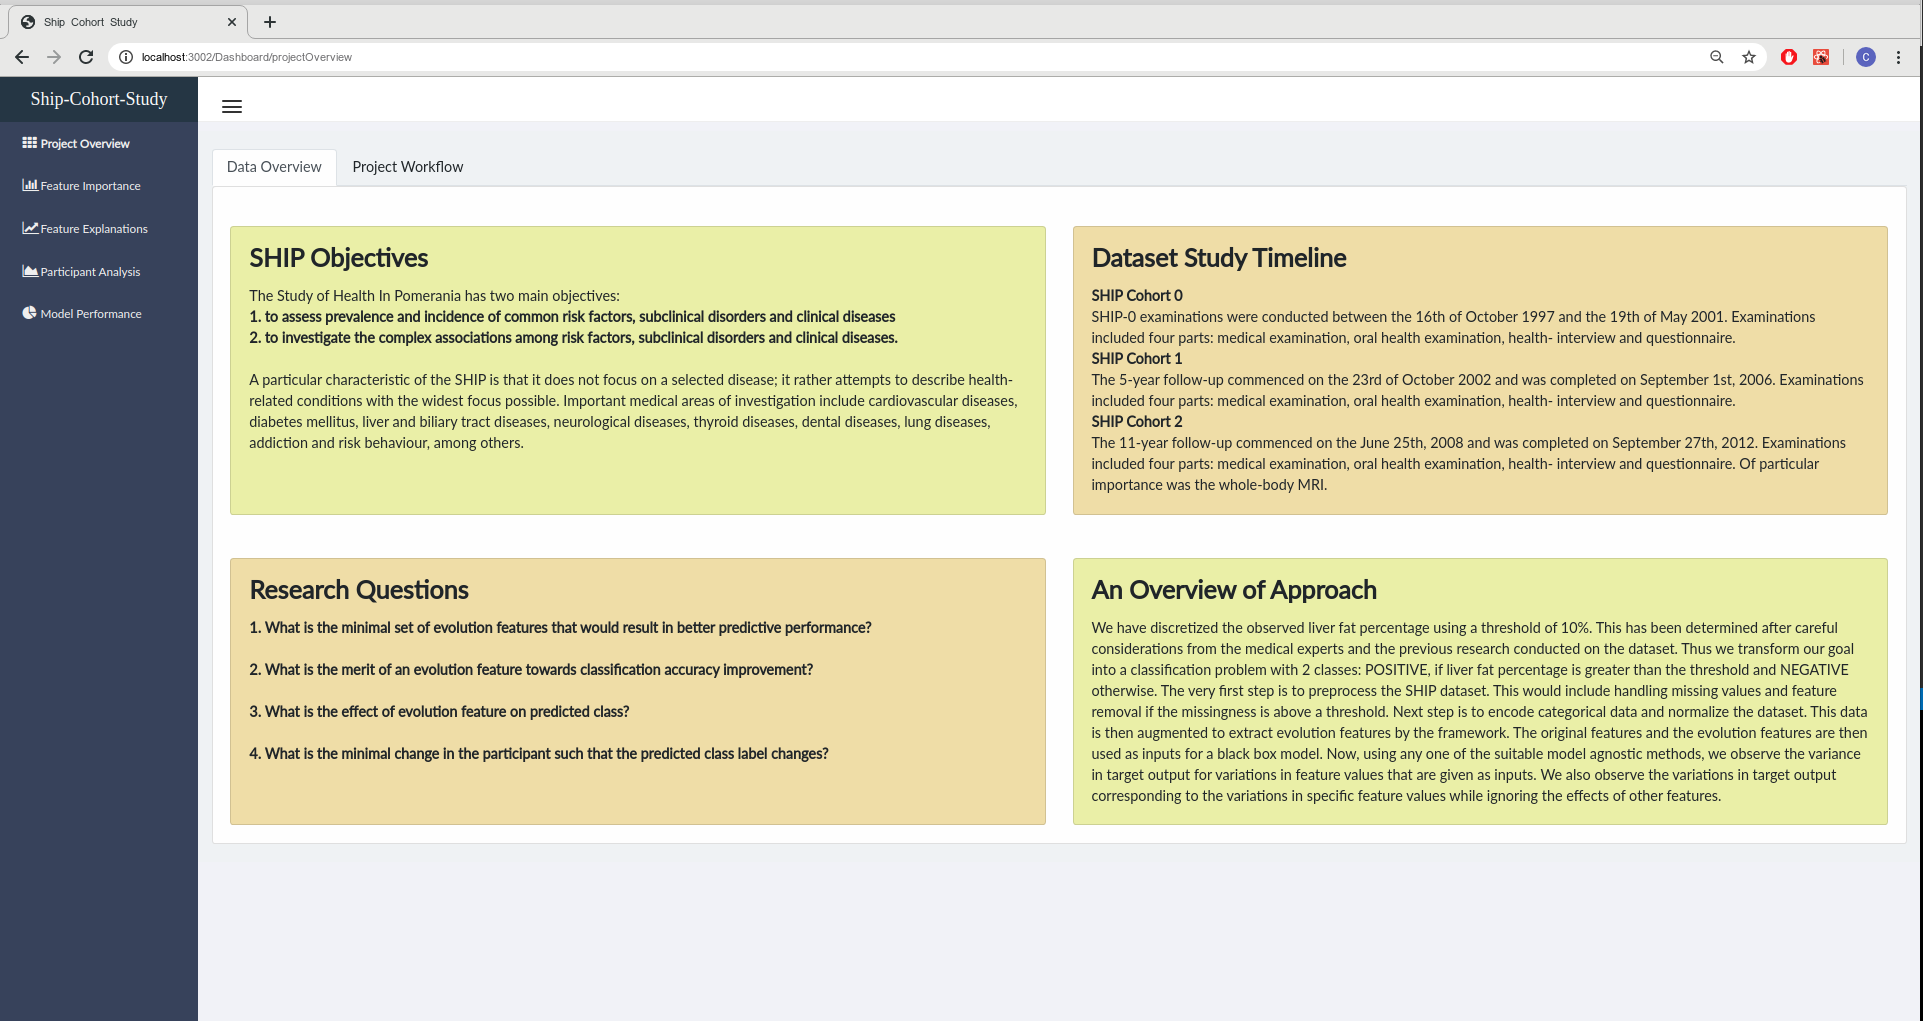 Ship Cohort Study
localhost:3002/Dashboard/projectOverview
C
Ship-Cohort-Study
Project Overview
Feature Importance
Feature Explanations
Participant Analysis
Model Performance
Data Overview
Project Workflow
SHIP Objectives
The Study of Health In Pomerania has two main objectives:
1. to assess prevalence and incidence of common risk factors, subclinical disorders and clinical diseases
2. to investigate the complex associations among risk factors, subclinical disorders and clinical diseases.
A particular characteristic of the SHIP is that it does not focus on a selected disease; it rather attempts to describe health-
related conditions with the widest focus possible. Important medical areas of investigation include cardiovascular diseases,
diabetes mellitus, liver and biliary tract diseases, neurological diseases, thyroid diseases, dental diseases, lung diseases,
addiction and risk behaviour, among others.
Dataset Study Timeline
SHIP Cohort 0
SHIP-0 examinations were conducted between the 16th of October 1997 and the 19th of May 2001. Examinations
included four parts: medical examination, oral health examination, health- interview and questionnaire.
SHIP Cohort 1
The 5-year follow-up commenced on the 23rd of October 2002 and was completed on September 1st, 2006. Examinations
included four parts: medical examination, oral health examination, health- interview and questionnaire.
SHIP Cohort 2
The 11-year follow-up commenced on the June 25th, 2008 and was completed on September 27th, 2012. Examinations
included four parts: medical examination, oral health examination, health- interview and questionnaire. Of particular
importance was the whole-body MRI.
Research Questions
1. What is the minimal set of evolution features that would result in better predictive performance?
2. What is the merit of an evolution feature towards classification accuracy improvement?
3. What is the effect of evolution feature on predicted class?
4. What is the minimal change in the participant such that the predicted class label changes?
An Overview of Approach
We have discretized the observed liver fat percentage using a threshold of 10%. This has been determined after careful
considerations from the medical experts and the previous research conducted on the dataset. Thus we transform our goal
into a classification problem with 2 classes: POSITIVE, if liver fat percentage is greater than the threshold and NEGATIVE
otherwise. The very first step is to preprocess the SHIP dataset. This would include handling missing values and feature
removal if the missingness is above a threshold. Next step is to encode categorical data and normalize the dataset. This data
is then augmented to extract evolution features by the framework. The original features and the evolution features are then
used as inputs for a black box model. Now, using any one of the suitable model agnostic methods, we observe the variance
in target output for variations in feature values that are given as inputs. We also observe the variations in target output
corresponding to the variations in specific feature values while ignoring the effects of other features.